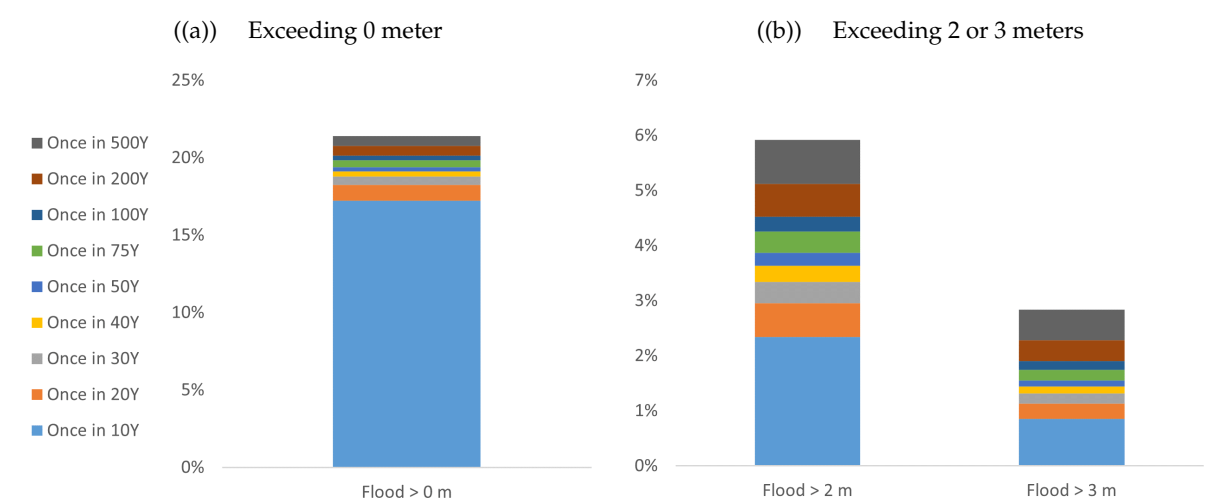 ((a)) Exceeding 0 meter
25%
20%
15%
10%
5%
0%
Once in 500Y
Once in 200Y
Once in 100Y
Once in 75Y
Once in 50Y
Once in 40Y
Once in 30Y
Once in 20Y
Once in 10Y
Flood > 0 m
((b)) Exceeding 2 or 3 meters
7%
6%
5%
4%
3%
2%
1%
0%
Flood > 2 m
Flood > 3 m